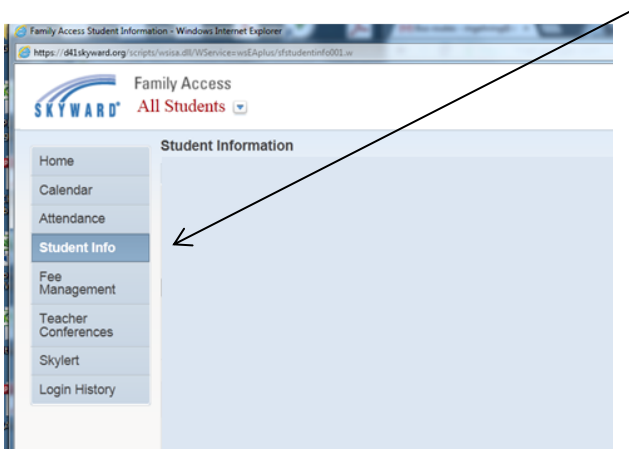 Family Access Student Information - Windows Internet Explorer
https://d41skyward.org/scripts/wsisa.dll/WService=wsEAplus/sfstudentinfo001.w
SKYWARD®
Family Access
All Students
Student Information
Home
Calendar
Attendance
Student Info
Fee
Management
Teacher
Conferences
Skylert
Login History